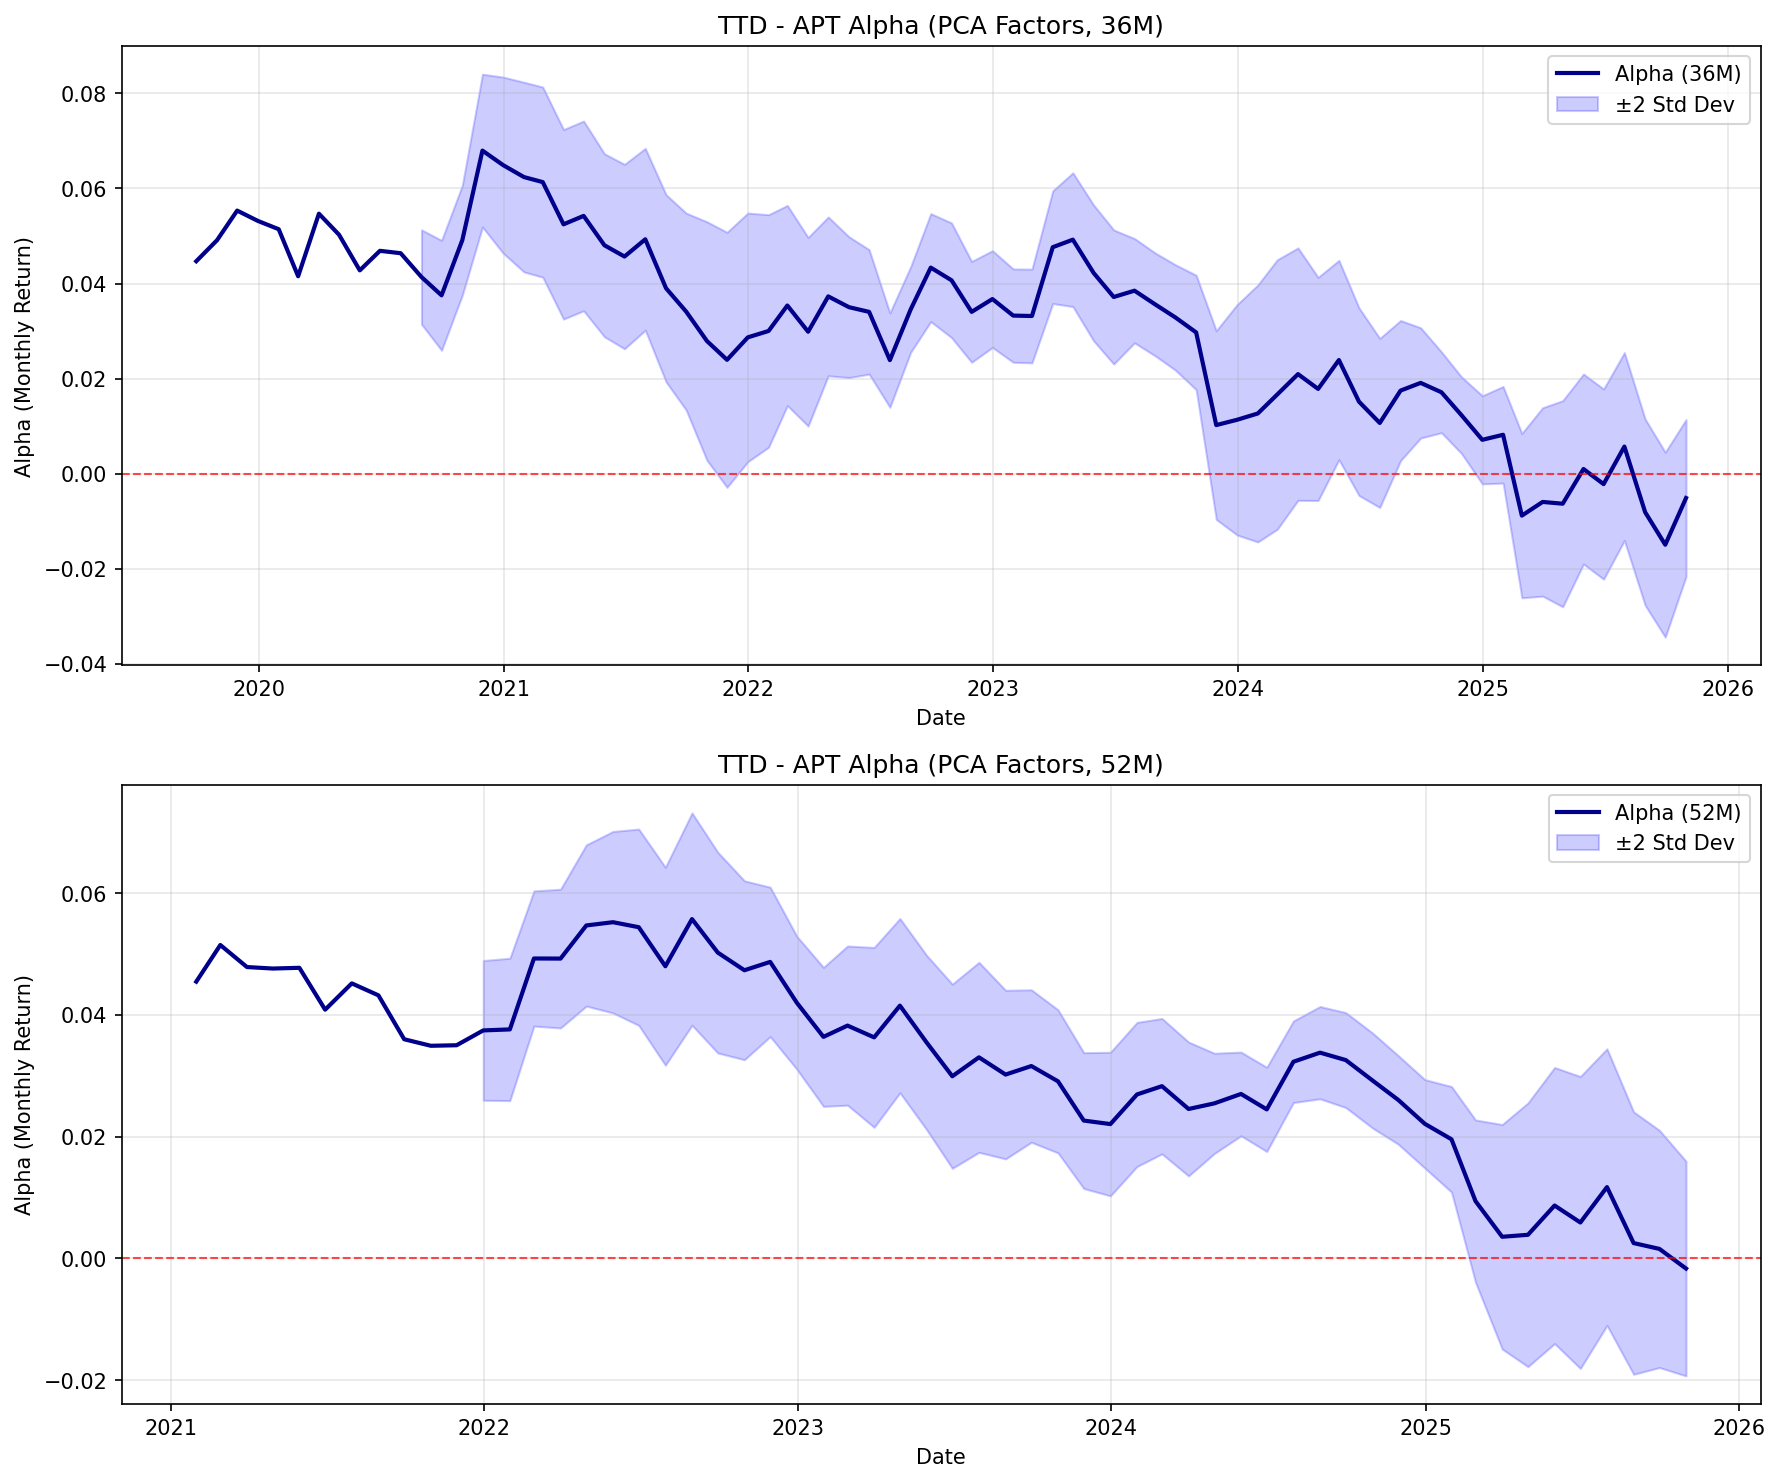 TTD - APT Alpha (PCA Factors, 36M)
Alpha (Monthly Return)
0.08
0.06
0.04
0.02
0.00
−0.02
−0.04
Alpha (36M)
±2 Std Dev
2020 2021 2022 2023 2024 2025 2026
Date
TTD - APT Alpha (PCA Factors, 52M)
Alpha (Monthly Return)
0.06
0.04
0.02
0.00
−0.02
Alpha (52M)
±2 Std Dev
2021 2022 2023 2024 2025 2026
Date